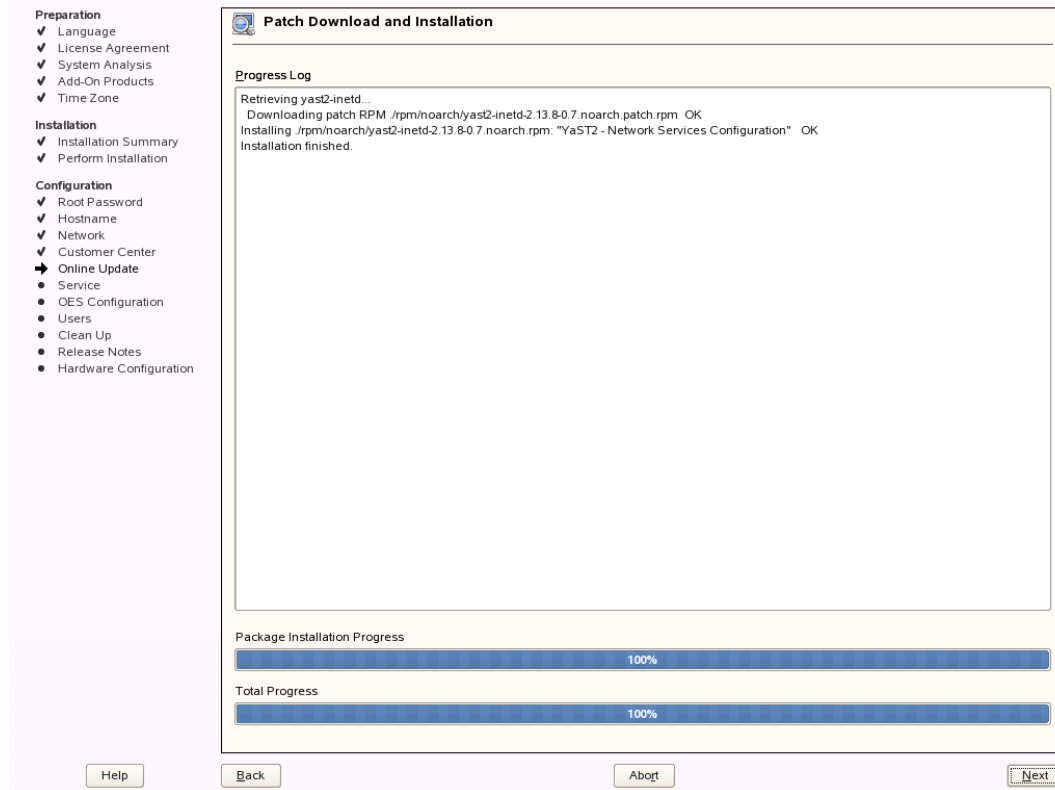 Preparation
Language
License Agreement
System Analysis
Add-On Products
Time Zone
Installation
Installation Summary
Perform Installation
Configuration
Root Password
Hostname
Network
Customer Center
Online Update
Service
OES Configuration
Users
Clean Up
Release Notes
Hardware Configuration
Patch Download and Installation
Progress Log
Retrieving yast2-inetd...
Downloading patch RPM ./rpm/noarch/yast2-inetd-2.13.8-0.7.noarch.patch.rpm OK
Installing ./rpm/noarch/yast2-inetd-2.13.8-0.7.noarch.rpm: "YaST2 - Network Services Configuration" OK
Installation finished.
Package Installation Progress
100%
Total Progress
100%
Help
Back
Abort
Next